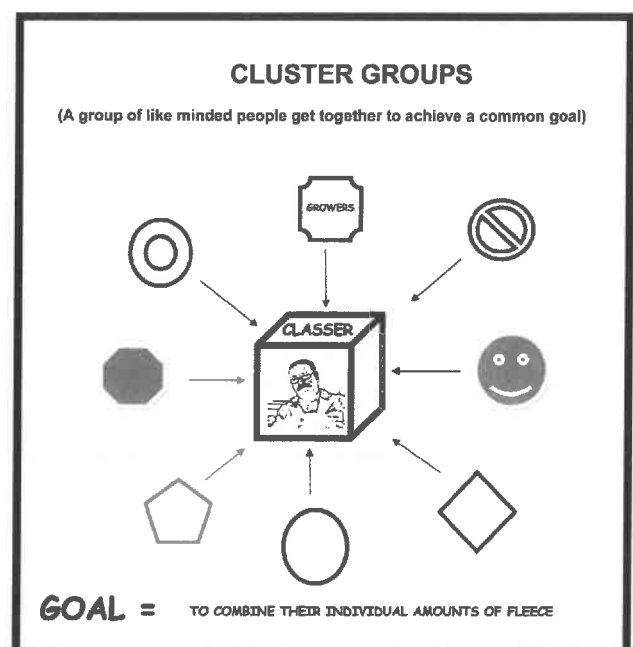 CLUSTER GROUPS
(A group of like minded people get together to achieve a common goal)
GROWERS
CLASSER
GOAL = TO COMBINE THEIR INDIVIDUAL AMOUNTS OF FLEECE